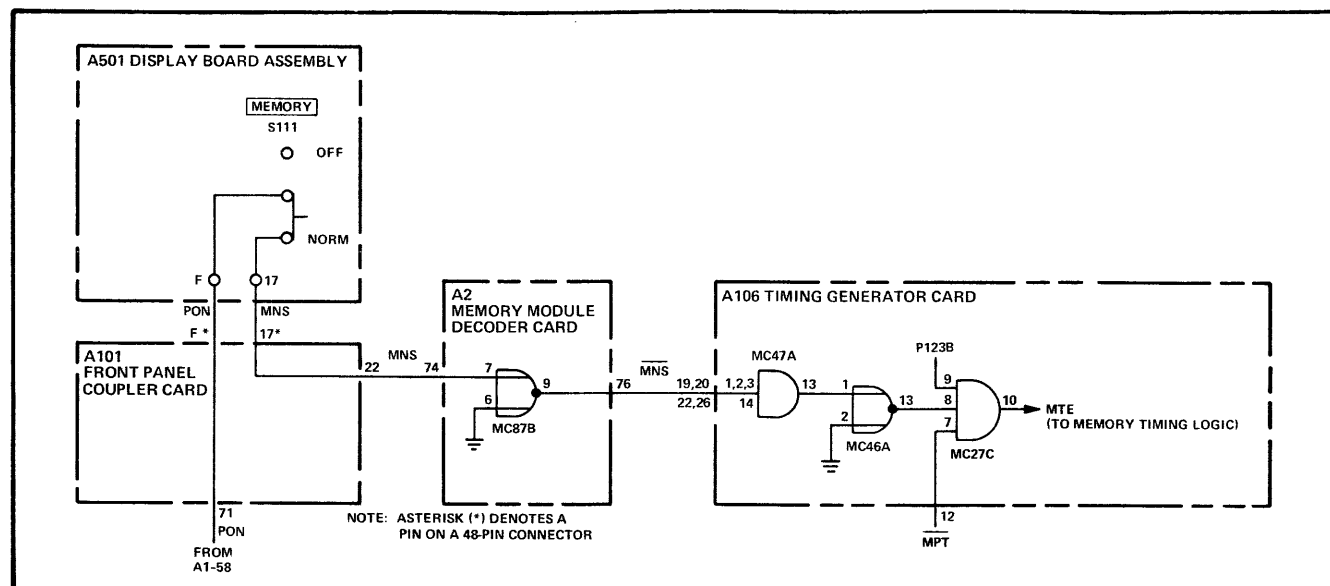 A501 DISPLAY BOARD ASSEMBLY
MEMORY
S111
OFF
NORM
F
17
PON
MNS
F *
17*
A101
FRONT PANEL
COUPLER CARD
71
PON
FROM
A1-58
22
MNS
74
A2
MEMORY MODULE
DECODER CARD
7
6
9
MC87B
76
MNS
19,20
22,26
A106 TIMING GENERATOR CARD
MC47A
1,2,3
14
13
1
2
13
MC46A
P123B
9
8
7
10
MC27C
MTE
(TO MEMORY TIMING LOGIC)
12
MPT
NOTE: ASTERISK (*) DENOTES A
PIN ON A 48-PIN CONNECTOR